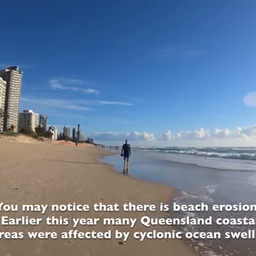 You may notice that there is beach erosion
Earlier this year many Queensland coasta
reas were affected by cyclonic ocean swell